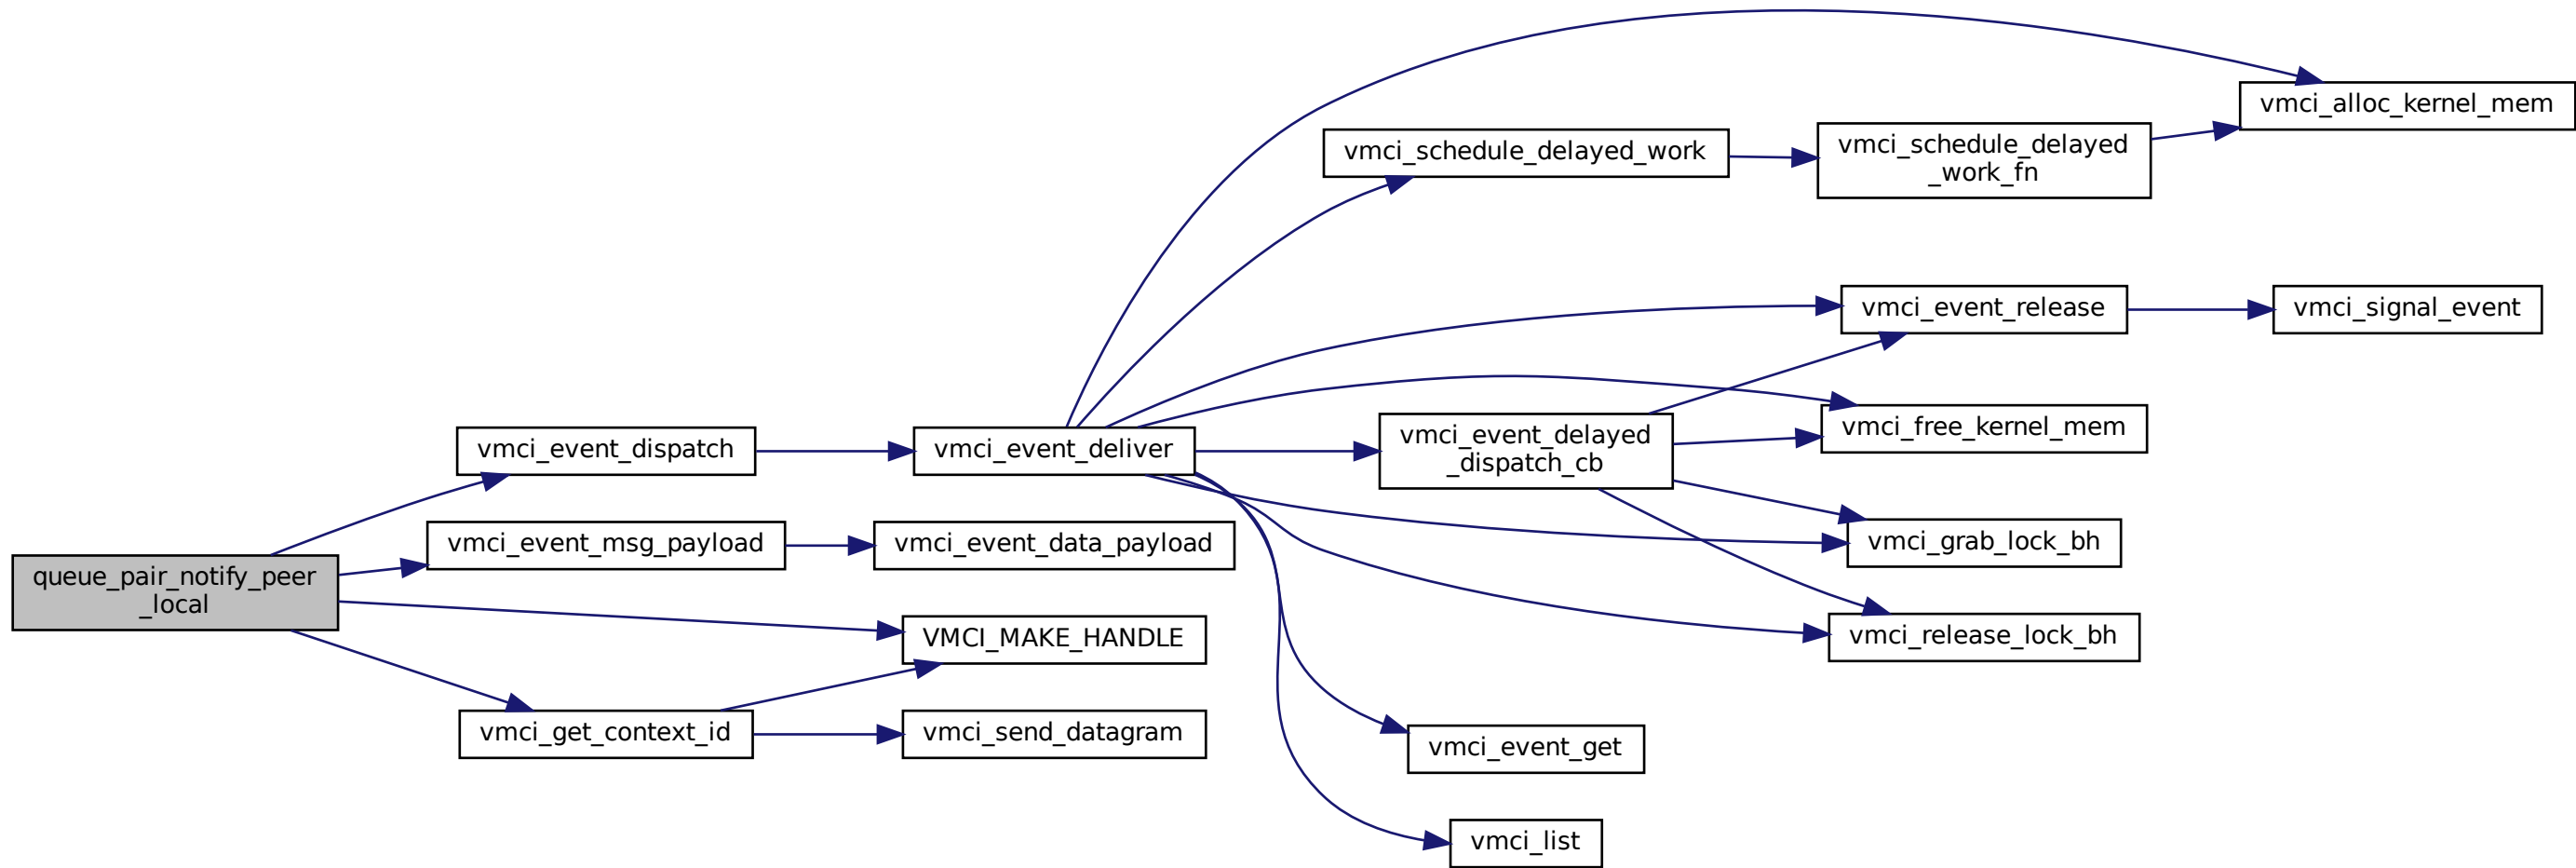 queue_pair_notify_peer
_local
vmci_event_dispatch
vmci_event_msg_payload
vmci_get_context_id
vmci_event_deliver
vmci_event_data_payload
VMCI_MAKE_HANDLE
vmci_send_datagram
vmci_schedule_delayed_work
vmci_event_delayed
_dispatch_cb
vmci_event_get
vmci_list
vmci_schedule_delayed
_work_fn
vmci_event_release
vmci_free_kernel_mem
vmci_grab_lock_bh
vmci_release_lock_bh
vmci_alloc_kernel_mem
vmci_signal_event